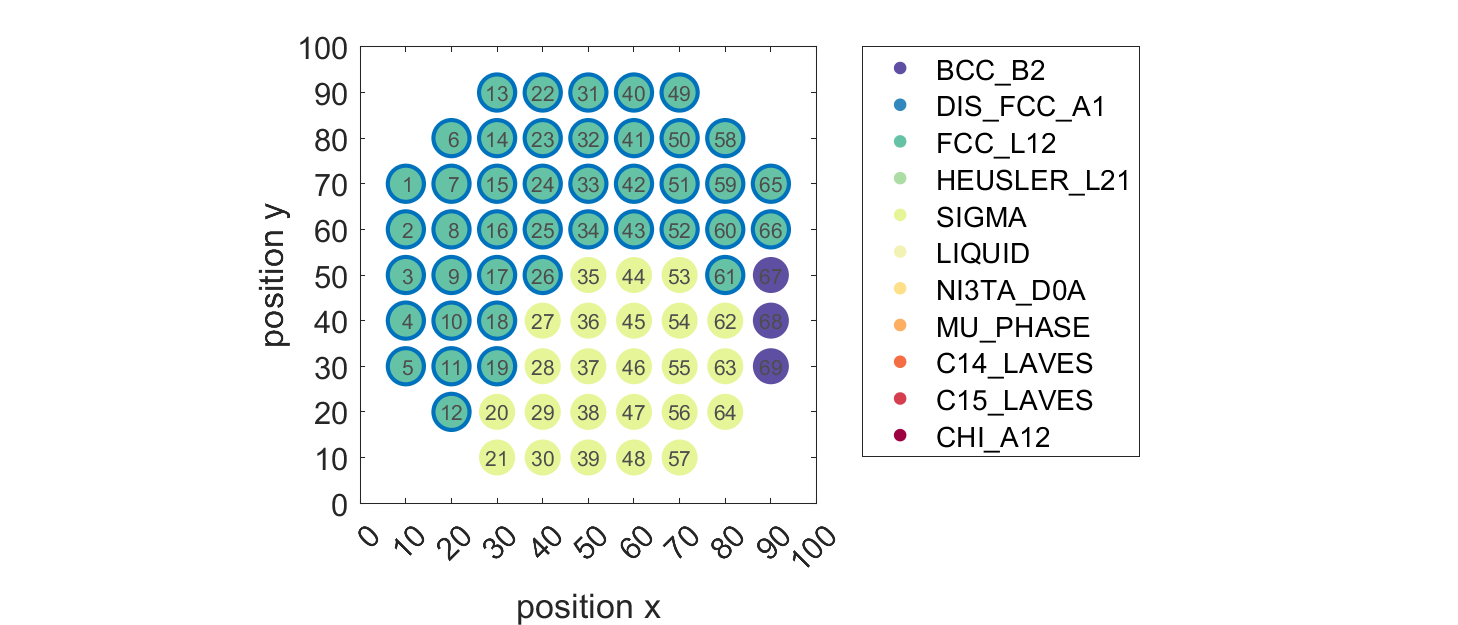 100
90
80
70
60
50
40
30
20
10
0
position y
13 22 31 40 49
6 14 23 32 41 50 58
1 7 15 24 33 42 51 59 65
2 8 16 25 34 43 52 60 66
3 9 17 26 35 44 53 61 67
4 10 18 27 36 45 54 62 68
5 11 19 28 37 46 55 63 69
12 20 29 38 47 56 64
21 30 39 48 57
0 10 20 30 40 50 60 70 80 90 100
position x
BCC_B2
DIS_FCC_A1
FCC_L12
HEUSLER_L21
SIGMA
LIQUID
NI3TA_D0A
MU_PHASE
C14_LAVES
C15_LAVES
CHI_A12